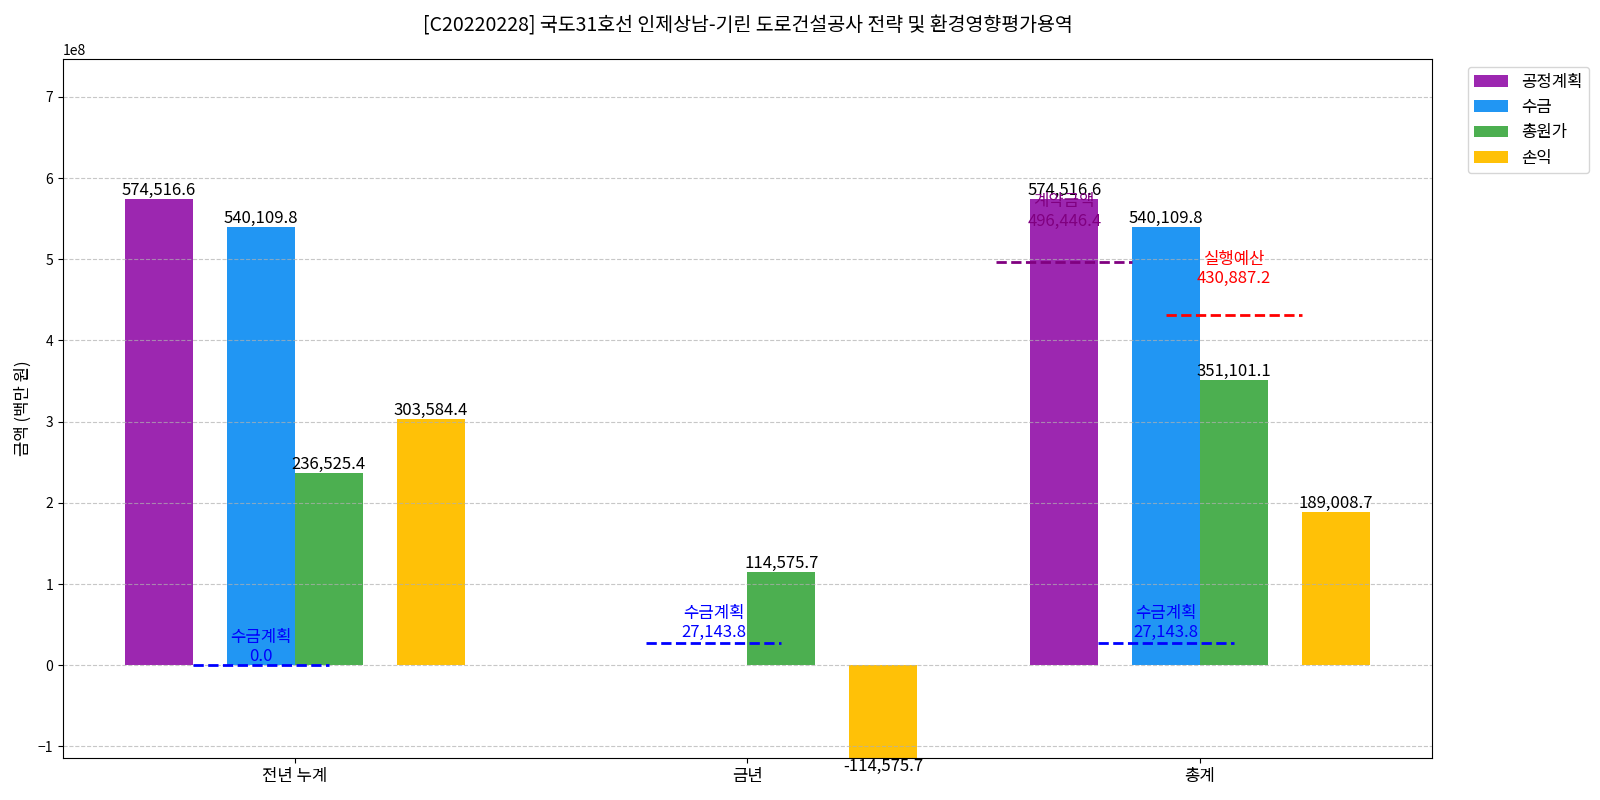 [C20220228] 국도31호선 인제상남-기린 도로건설공사 전략 및 환경영향평가용역
1e8
금액 (백만 원)
7
6
5
4
3
2
1
0
−1
574,516.6
540,109.8
236,525.4
303,584.4
수금계획
0.0
114,575.7
수금계획
27,143.8
-114,575.7
574,516.6
계약금액
496,446.4
540,109.8
실행예산
430,887.2
351,101.1
189,008.7
수금계획
27,143.8
전년 누계
금년
총계
공정계획
수금
총원가
손익